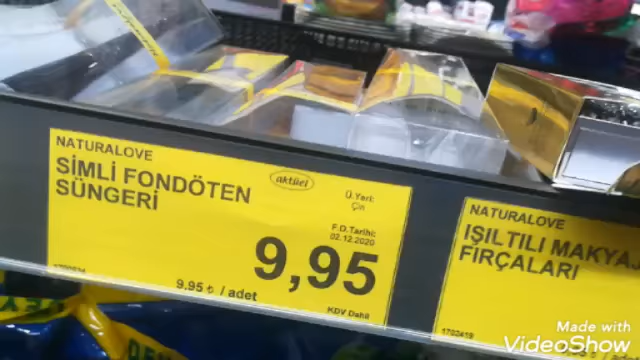 NATURALOVE
SİMLİ FONDÖTEN
SÜNGERİ
aktüel
Ü.Yeri:
Çin
F.D.Tarihi:
02.12.2020
9,95
9.95 ₺ / adet
KDV Dahil
NATURALOVE
IŞILTILI MAKYAJ
FIRÇALARI
1702419
Made with
VideoShow